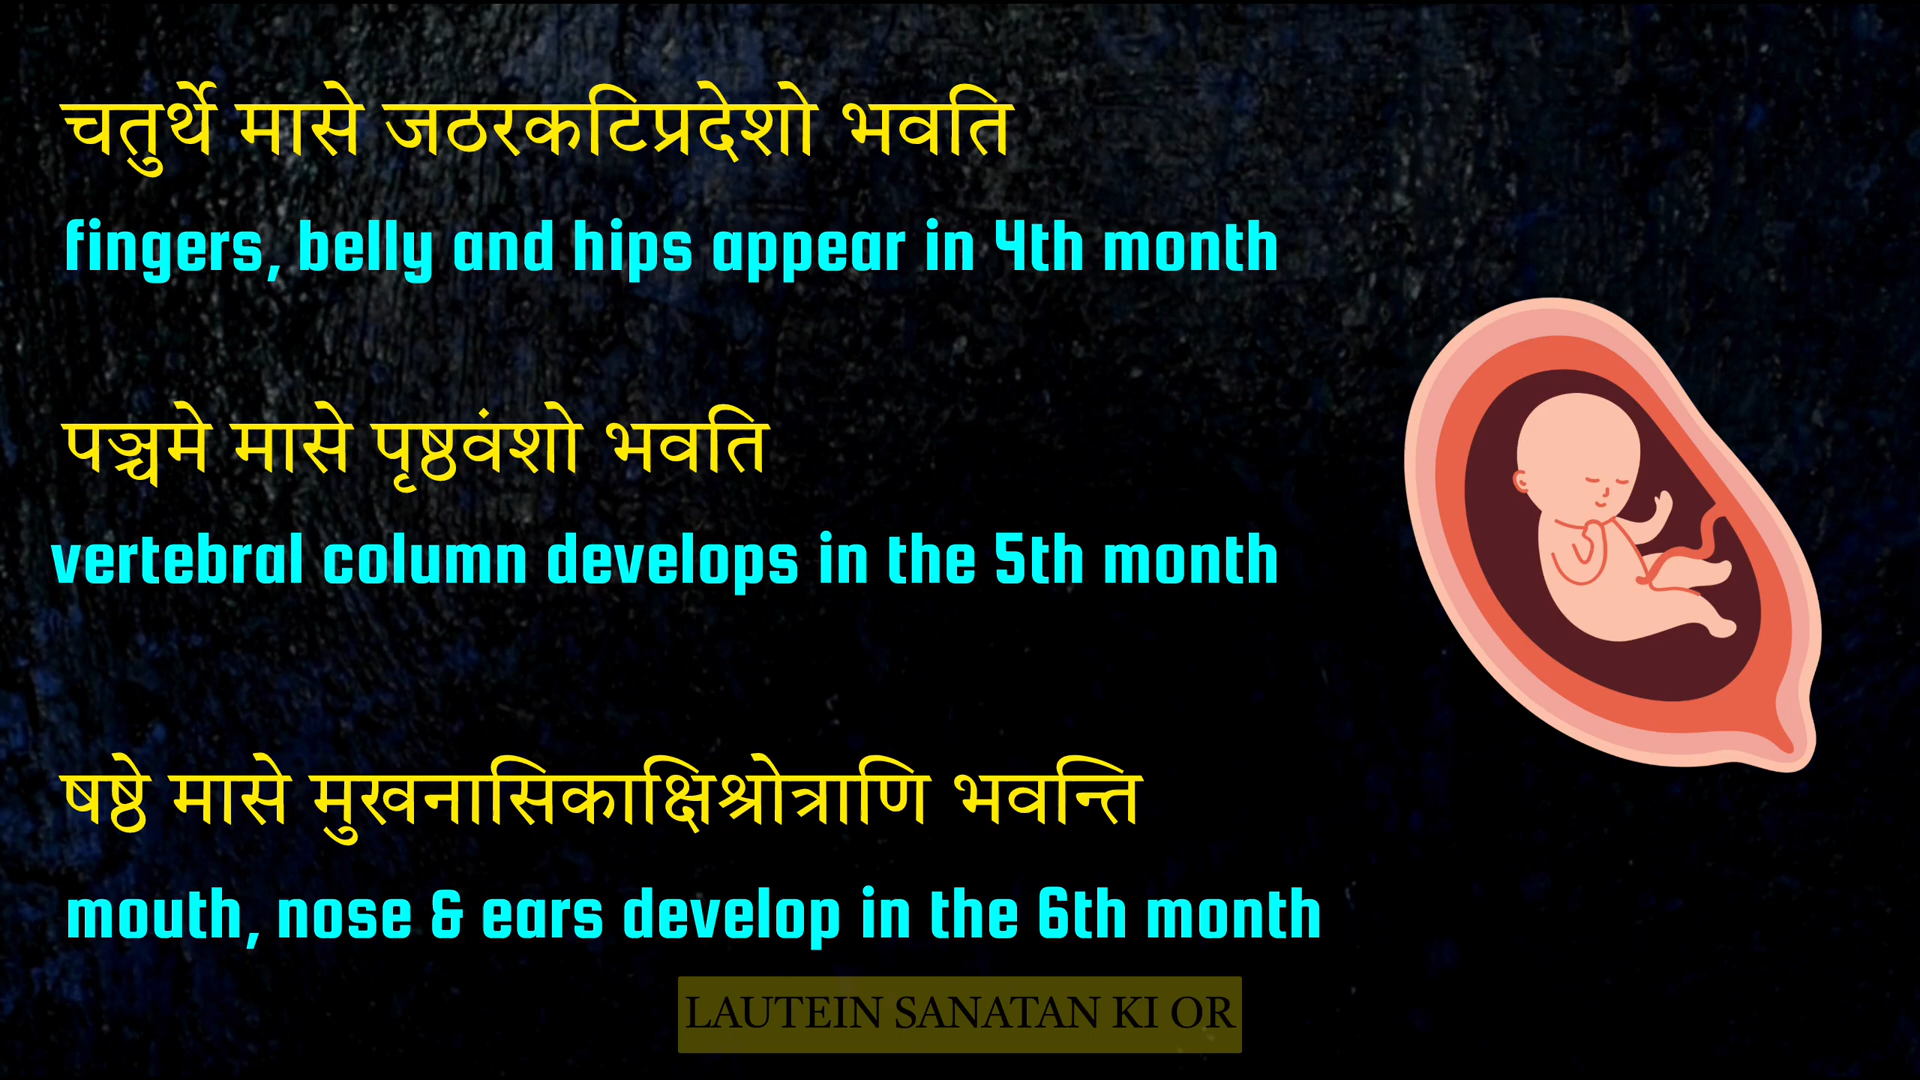 चतुर्थे मासे जठरकटिप्रदेशो भवति
fingers, belly and hips appear in 4th month
पञ्चमे मासे पृष्ठवंशो भवति
vertebral column develops in the 5th month
षष्ठे मासे मुखनासिकाक्षिश्रोत्राणि भवन्ति
mouth, nose & ears develop in the 6th month
LAUTEIN SANATAN KI OR